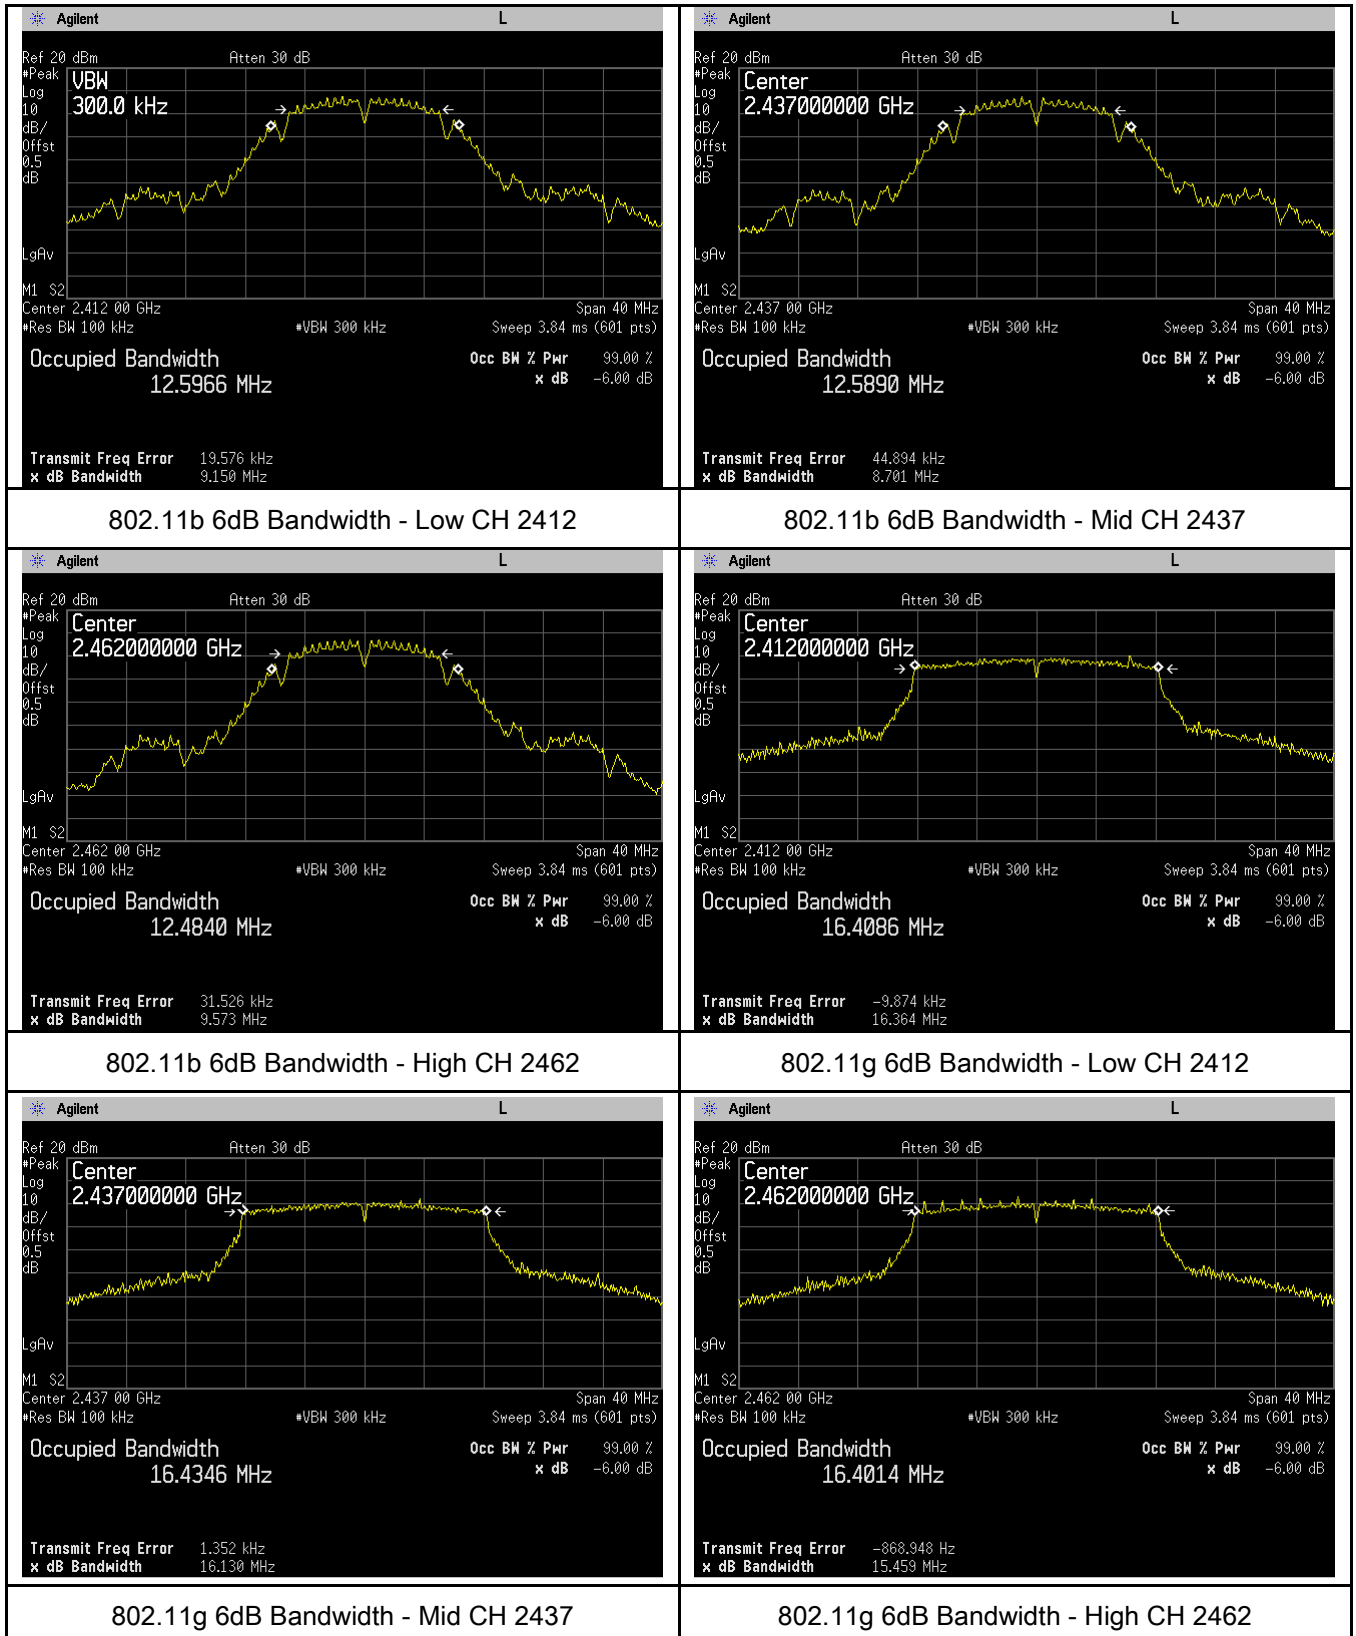 Agilent L
Ref 20 dBm Atten 30 dB
#Peak
Log
10
dB/
Offst
0.5
dB
VBW
300.0 kHz
LgAv
M1 S2
Center 2.412 00 GHz Span 40 MHz
#Res BW 100 kHz #VBW 300 kHz Sweep 3.84 ms (601 pts)
Occupied Bandwidth Occ BW % Pwr 99.00 %
12.5966 MHz x dB -6.00 dB
Transmit Freq Error 19.576 kHz
x dB Bandwidth 9.150 MHz
802.11b 6dB Bandwidth - Low CH 2412
Agilent L
Ref 20 dBm Atten 30 dB
#Peak
Log
10
dB/
Offst
0.5
dB
Center
2.437000000 GHz
LgAv
M1 S2
Center 2.437 00 GHz Span 40 MHz
#Res BW 100 kHz #VBW 300 kHz Sweep 3.84 ms (601 pts)
Occupied Bandwidth Occ BW % Pwr 99.00 %
12.5890 MHz x dB -6.00 dB
Transmit Freq Error 44.894 kHz
x dB Bandwidth 8.701 MHz
802.11b 6dB Bandwidth - Mid CH 2437
Agilent L
Ref 20 dBm Atten 30 dB
#Peak
Log
10
dB/
Offst
0.5
dB
Center
2.462000000 GHz
LgAv
M1 S2
Center 2.462 00 GHz Span 40 MHz
#Res BW 100 kHz #VBW 300 kHz Sweep 3.84 ms (601 pts)
Occupied Bandwidth Occ BW % Pwr 99.00 %
12.4840 MHz x dB -6.00 dB
Transmit Freq Error 31.526 kHz
x dB Bandwidth 9.573 MHz
802.11b 6dB Bandwidth - High CH 2462
Agilent L
Ref 20 dBm Atten 30 dB
#Peak
Log
10
dB/
Offst
0.5
dB
Center
2.412000000 GHz
LgAv
M1 S2
Center 2.412 00 GHz Span 40 MHz
#Res BW 100 kHz #VBW 300 kHz Sweep 3.84 ms (601 pts)
Occupied Bandwidth Occ BW % Pwr 99.00 %
16.4086 MHz x dB -6.00 dB
Transmit Freq Error -9.874 kHz
x dB Bandwidth 16.364 MHz
802.11g 6dB Bandwidth - Low CH 2412
Agilent L
Ref 20 dBm Atten 30 dB
#Peak
Log
10
dB/
Offst
0.5
dB
Center
2.437000000 GHz
LgAv
M1 S2
Center 2.437 00 GHz Span 40 MHz
#Res BW 100 kHz #VBW 300 kHz Sweep 3.84 ms (601 pts)
Occupied Bandwidth Occ BW % Pwr 99.00 %
16.4346 MHz x dB -6.00 dB
Transmit Freq Error 1.352 kHz
x dB Bandwidth 16.130 MHz
802.11g 6dB Bandwidth - Mid CH 2437
Agilent L
Ref 20 dBm Atten 30 dB
#Peak
Log
10
dB/
Offst
0.5
dB
Center
2.462000000 GHz
LgAv
M1 S2
Center 2.462 00 GHz Span 40 MHz
#Res BW 100 kHz #VBW 300 kHz Sweep 3.84 ms (601 pts)
Occupied Bandwidth Occ BW % Pwr 99.00 %
16.4014 MHz x dB -6.00 dB
Transmit Freq Error -868.948 Hz
x dB Bandwidth 15.459 MHz
802.11g 6dB Bandwidth - High CH 2462